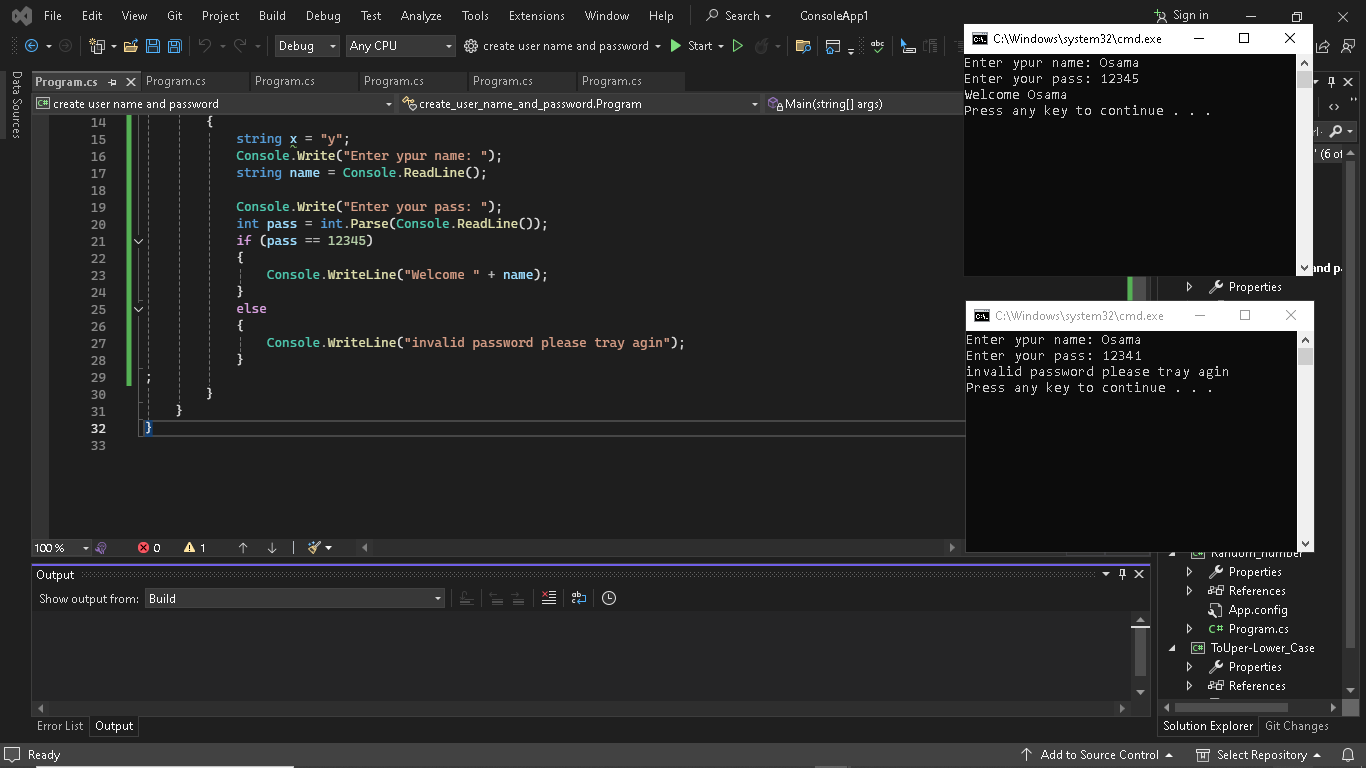 File Edit View Git Project Build Debug Test Analyze Tools Extensions Window Help Search ConsoleApp1 Sign in
Debug Any CPU create user name and password Start
Data Sources
Program.cs Program.cs Program.cs Program.cs Program.cs Program.cs
create user name and password create_user_name_and_password.Program Main(string[] args)
14 {
15 string x = "y";
16 Console.Write("Enter ypur name: ");
17 string name = Console.ReadLine();
18
19 Console.Write("Enter your pass: ");
20 int pass = int.Parse(Console.ReadLine());
21 if (pass == 12345)
22 {
23 Console.WriteLine("Welcome " + name);
24 }
25 else
26 {
27 Console.WriteLine("invalid password please tray agin");
28 }
29 ;
30 }
31 }
32 }
33
100 % 0 1
C:\Windows\system32\cmd.exe
Enter ypur name: Osama
Enter your pass: 12345
Welcome Osama
Press any key to continue . . .
C:\Windows\system32\cmd.exe
Enter ypur name: Osama
Enter your pass: 12341
invalid password please tray agin
Press any key to continue . . .
' (6 of
and pa
Properties
Random_number
Properties
References
App.config
C# Program.cs
ToUper-Lower_Case
Properties
References
Solution Explorer Git Changes
Output
Show output from: Build
Error List Output
Ready Add to Source Control Select Repository